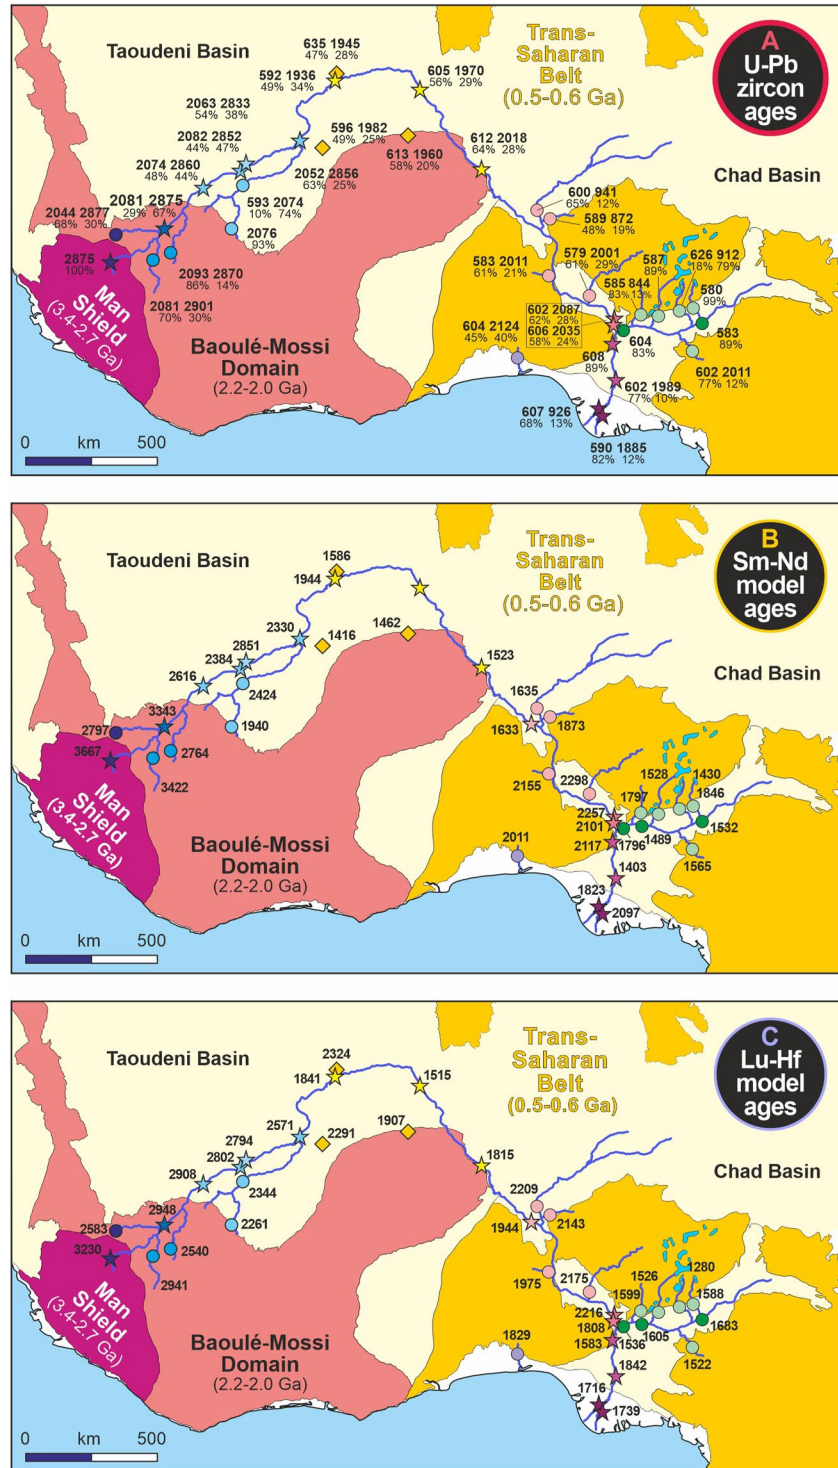 Taoudeni Basin
Trans-
Saharan
Belt
(0.5-0.6 Ga)
A
U-Pb
zircon
ages
Chad Basin
635 1945
47% 28%
592 1936
49% 34%
605 1970
56% 29%
2063 2833
54% 38%
2082 2852
44% 47%
596 1982
49% 25%
613 1960
58% 20%
612 2018
64% 28%
2074 2860
48% 44%
2052 2856
63% 25%
2081 2875
29% 67%
593 2074
10% 74%
2044 2877
68% 30%
2076
93%
2875
100%
2093 2870
86% 14%
2081 2901
70% 30%
600 941
65% 12%
589 872
48% 19%
583 2011
61% 21%
579 2001
61% 29%
587
89%
626 912
18% 79%
585 844
83% 13%
580
99%
602 2087
62% 28%
606 2035
58% 24%
604 2124
45% 40%
604
83%
583
89%
608
89%
602 2011
77% 12%
602 1989
77% 10%
607 926
68% 13%
590 1885
82% 12%
Man
Shield
(3.4-2.7 Ga)
Baoulé-Mossi
Domain
(2.2-2.0 Ga)
0 km 500
Taoudeni Basin
Trans-
Saharan
Belt
(0.5-0.6 Ga)
B
Sm-Nd
model
ages
Chad Basin
1586
1944
2330
1416
1462
2851
2384
2616
2424
1523
3343
1940
2797
3667
2764
3422
1635
1633
1873
2155
2298
1528
1430
1797
1846
2257
2101
2117
1796
1489
1532
2011
1403
1565
1823
2097
Man
Shield
(3.4-2.7 Ga)
Baoulé-Mossi
Domain
(2.2-2.0 Ga)
0 km 500
Taoudeni Basin
Trans-
Saharan
Belt
(0.5-0.6 Ga)
C
Lu-Hf
model
ages
Chad Basin
2324
1841
1515
2571
2291
1907
2794
2802
2908
2344
1815
2948
2261
2583
3230
2540
2941
2209
1944
2143
1975
2175
1526
1280
1599
1588
2216
1808
1583
1536
1605
1683
1829
1842
1522
1716
1739
Man
Shield
(3.4-2.7 Ga)
Baoulé-Mossi
Domain
(2.2-2.0 Ga)
0 km 500